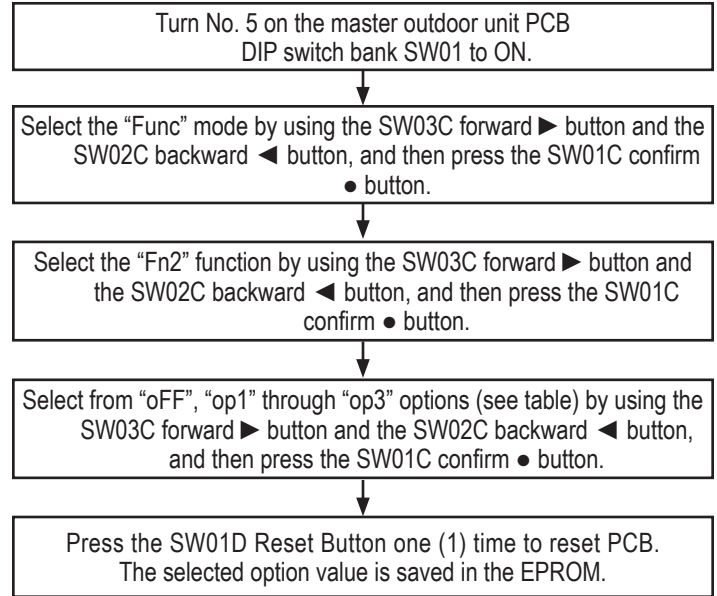 Turn No. 5 on the master outdoor unit PCB
DIP switch bank SW01 to ON.
Select the “Func” mode by using the SW03C forward ► button and the
SW02C backward ◄ button, and then press the SW01C confirm
● button.
Select the “Fn2” function by using the SW03C forward ► button and
the SW02C backward ◄ button, and then press the SW01C
confirm ● button.
Select from “oFF”, “op1” through “op3” options (see table) by using the
SW03C forward ► button and the SW02C backward ◄ button,
and then press the SW01C confirm ● button.
Press the SW01D Reset Button one (1) time to reset PCB.
The selected option value is saved in the EPROM.